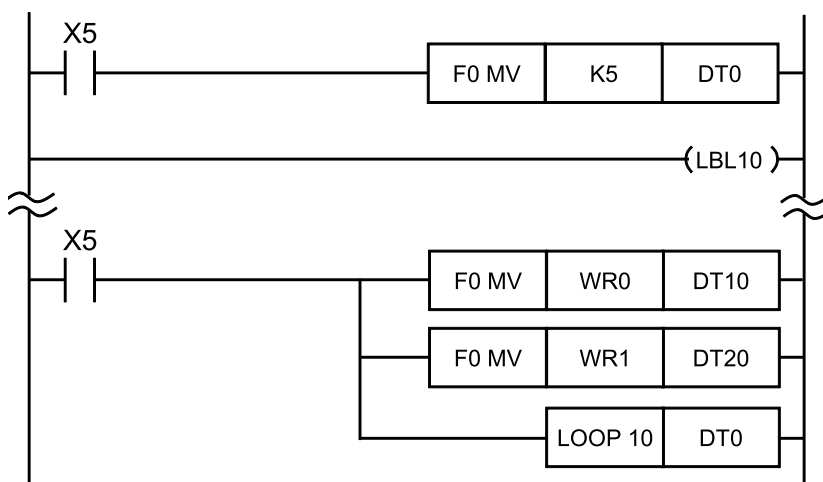 X5
F0 MV K5 DT0
LBL10
X5
F0 MV WR0 DT10
F0 MV WR1 DT20
LOOP 10 DT0